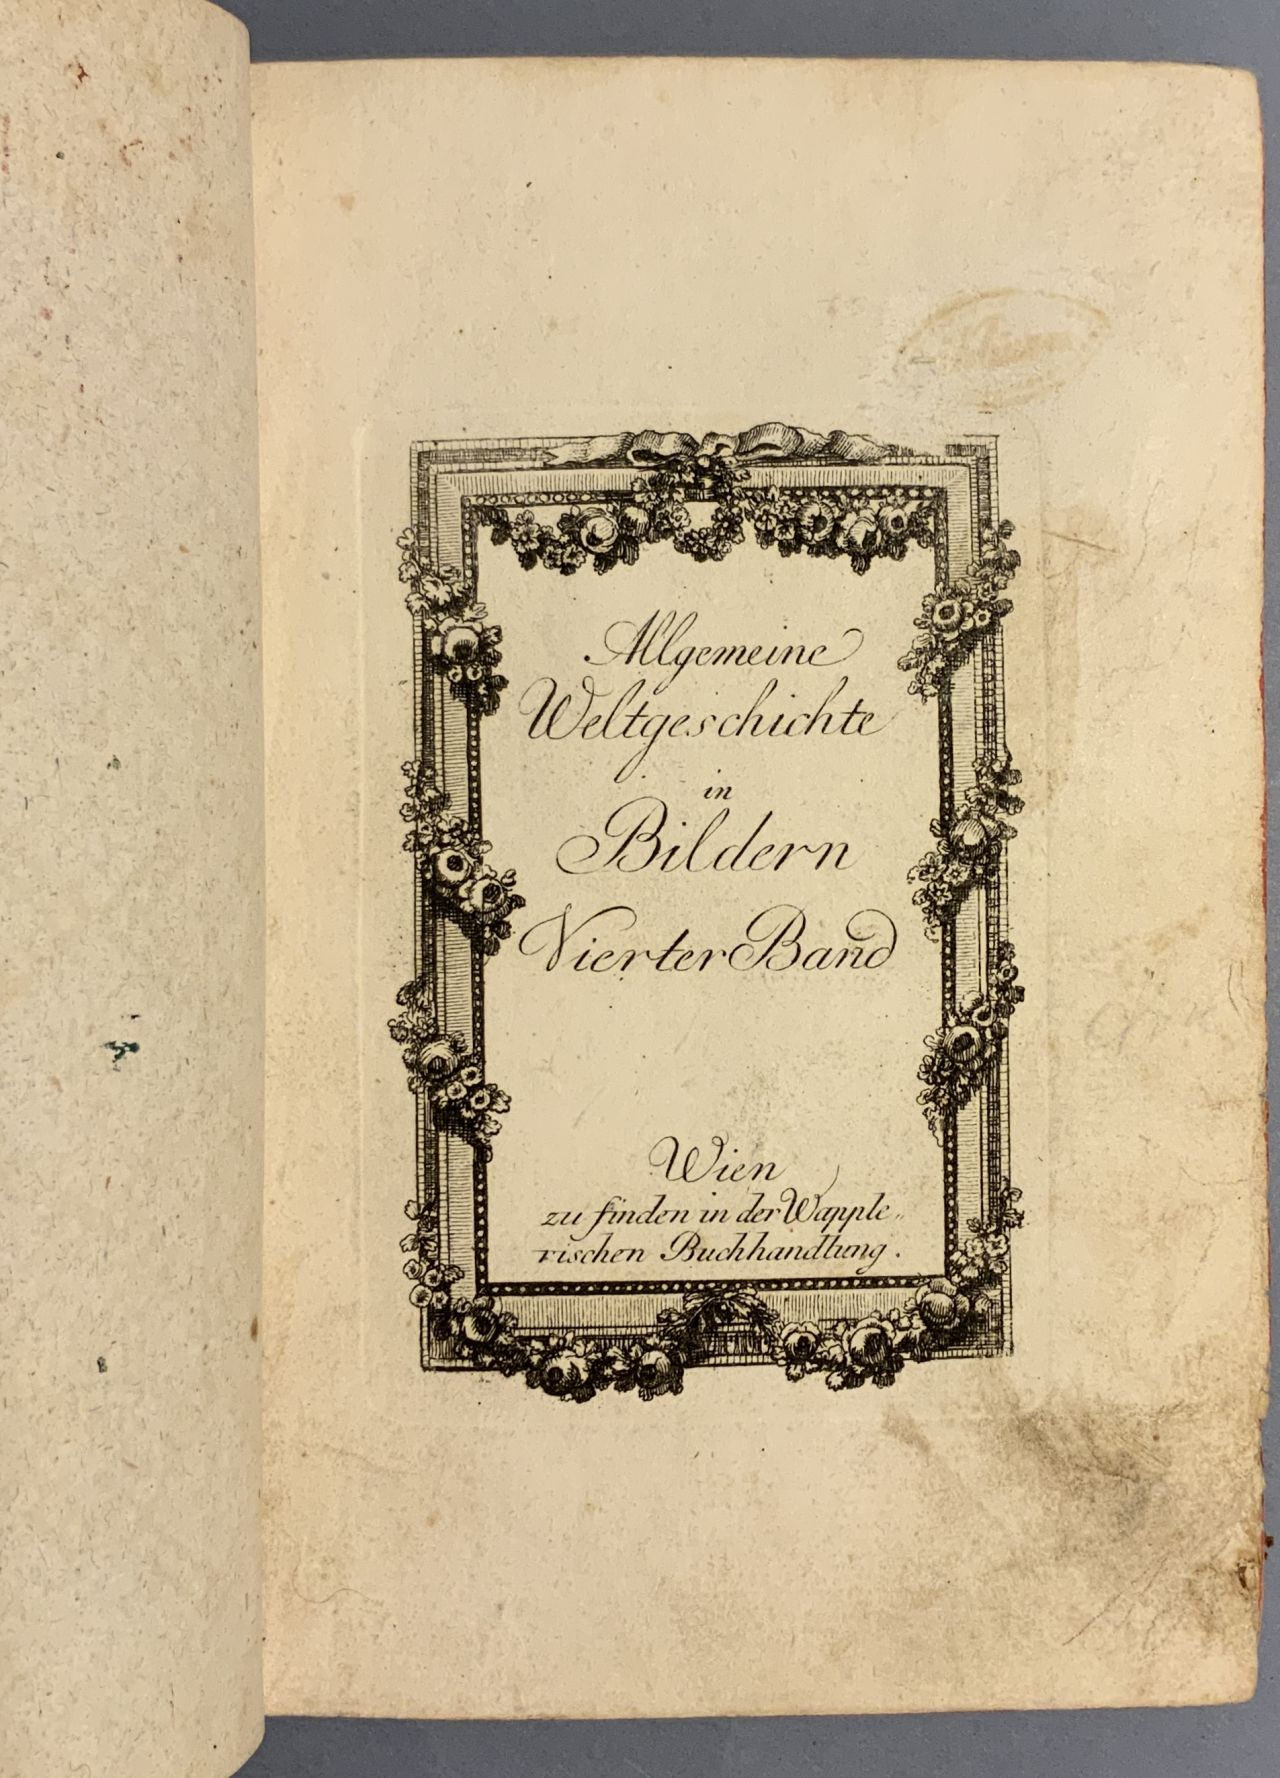 Allgemeine
Weltgeschichte
in
Bildern
Vierter Band
Wien
zu finden in der Wapple„
rischen Buchhandlung.